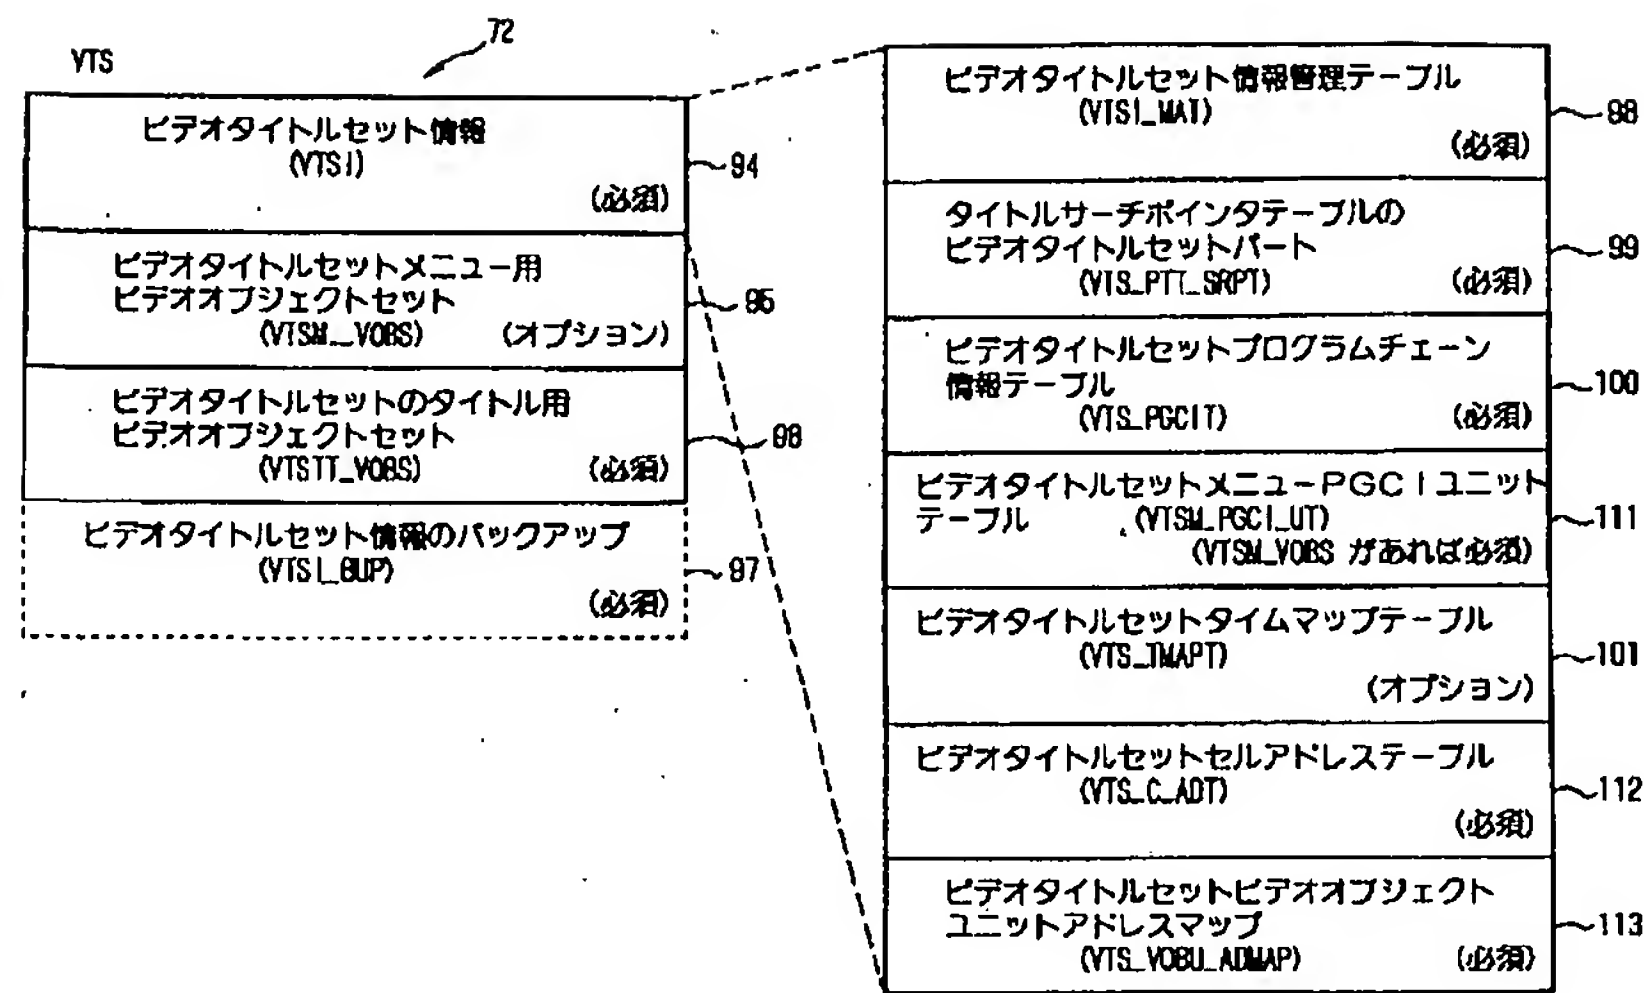 72
VTS
ビデオタイトルセット情報
(VTSI)
(必須)
94
ビデオタイトルセットメニュー用
ビデオオブジェクトセット
(VTSM_VOBS) (オプション)
95
ビデオタイトルセットのタイトル用
ビデオオブジェクトセット
(VTSTT_VOBS) (必須)
96
ビデオタイトルセット情報のバックアップ
(VTSI_BUP)
(必須)
97
ビデオタイトルセット情報管理テーブル
(VTSI_MAT)
(必須)
98
タイトルサーチポインタテーブルの
ビデオタイトルセットパート
(VTS_PTT_SRPT) (必須)
99
ビデオタイトルセットプログラムチェーン
情報テーブル
(VTS_PGCIT) (必須)
100
ビデオタイトルセットメニューPGCIユニット
テーブル (VTSM_PGCI_UT)
(VTSM_VOBS があれば必須)
111
ビデオタイトルセットタイムマップテーブル
(VTS_TMAPT)
(オプション)
101
ビデオタイトルセットセルアドレステーブル
(VTS_C_ADT)
(必須)
112
ビデオタイトルセットビデオオブジェクト
ユニットアドレスマップ
(VTS_VOBU_ADMAP) (必須)
113